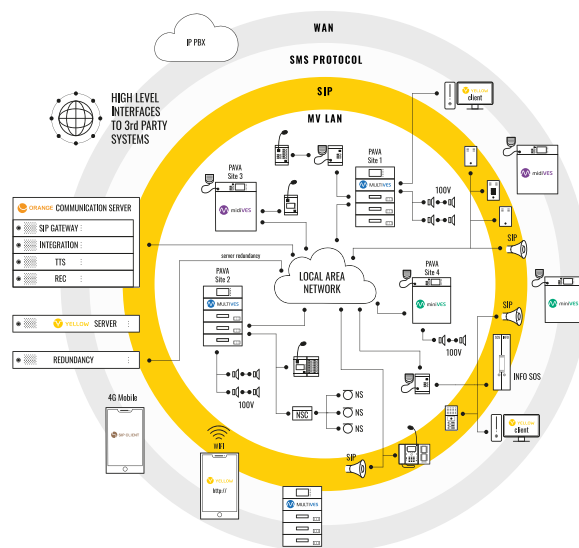 WAN
IP PBX
SMS PROTOCOL
SIP
MV LAN
HIGH LEVEL
INTERFACES
TO 3rd PARTY
SYSTEMS
YELLOW
client
PAVA
Site 3
midiVES
PAVA
Site 1
MULTIVES
100V
midiVES
ORANGE COMMUNICATION SERVER
SIP GATEWAY
INTEGRATION
TTS
REC
SIP
server redundancy
LOCAL AREA
NETWORK
PAVA
Site 2
MULTIVES
100V
PAVA
Site 4
miniVES
100V
SIP
miniVES
YELLOW SERVER
REDUNDANCY
INFO SOS
NSC
NS
NS
NS
4G Mobile
SIP CLIENT
WIFI
YELLOW
http://
SIP
YELLOW
client
MULTIVES